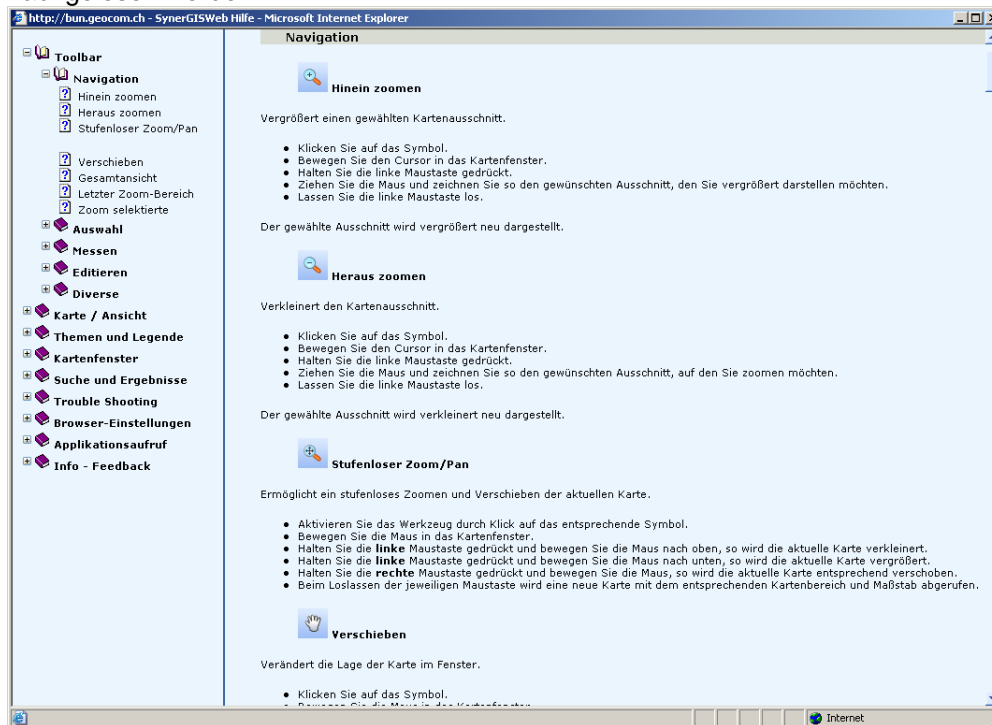 http://bun.geocom.ch - SynerGISWeb Hilfe - Microsoft Internet Explorer
Toolbar
Navigation
Hinein zoomen
Heraus zoomen
Stufenloser Zoom/Pan
Verschieben
Gesamtansicht
Letzter Zoom-Bereich
Zoom selektierte
Auswahl
Messen
Editieren
Diverse
Karte / Ansicht
Themen und Legende
Kartenfenster
Suche und Ergebnisse
Trouble Shooting
Browser-Einstellungen
Applikationsaufruf
Info - Feedback
Navigation
Hinein zoomen
Vergrößert einen gewählten Kartenausschnitt.
Klicken Sie auf das Symbol.
Bewegen Sie den Cursor in das Kartenfenster.
Halten Sie die linke Maustaste gedrückt.
Ziehen Sie die Maus und zeichnen Sie so den gewünschten Ausschnitt, den Sie vergrößert darstellen möchten.
Lassen Sie die linke Maustaste los.
Der gewählte Ausschnitt wird vergrößert neu dargestellt.
Heraus zoomen
Verkleinert den Kartenausschnitt.
Klicken Sie auf das Symbol.
Bewegen Sie den Cursor in das Kartenfenster.
Halten Sie die linke Maustaste gedrückt.
Ziehen Sie die Maus und zeichnen Sie so den gewünschten Ausschnitt, auf den Sie zoomen möchten.
Lassen Sie die linke Maustaste los.
Der gewählte Ausschnitt wird verkleinert neu dargestellt.
Stufenloser Zoom/Pan
Ermöglicht ein stufenloses Zoomen und Verschieben der aktuellen Karte.
Aktivieren Sie das Werkzeug durch Klick auf das entsprechende Symbol.
Bewegen Sie die Maus in das Kartenfenster.
Halten Sie die linke Maustaste gedrückt und bewegen Sie die Maus nach oben, so wird die aktuelle Karte verkleinert.
Halten Sie die linke Maustaste gedrückt und bewegen Sie die Maus nach unten, so wird die aktuelle Karte vergrößert.
Halten Sie die rechte Maustaste gedrückt und bewegen Sie die Maus, so wird die aktuelle Karte entsprechend verschoben.
Beim Loslassen der jeweiligen Maustaste wird eine neue Karte mit dem entsprechenden Kartenbereich und Maßstab abgerufen.
Verschieben
Verändert die Lage der Karte im Fenster.
Klicken Sie auf das Symbol.
Bewegen Sie die Maus in das Kartenfenster.
Internet